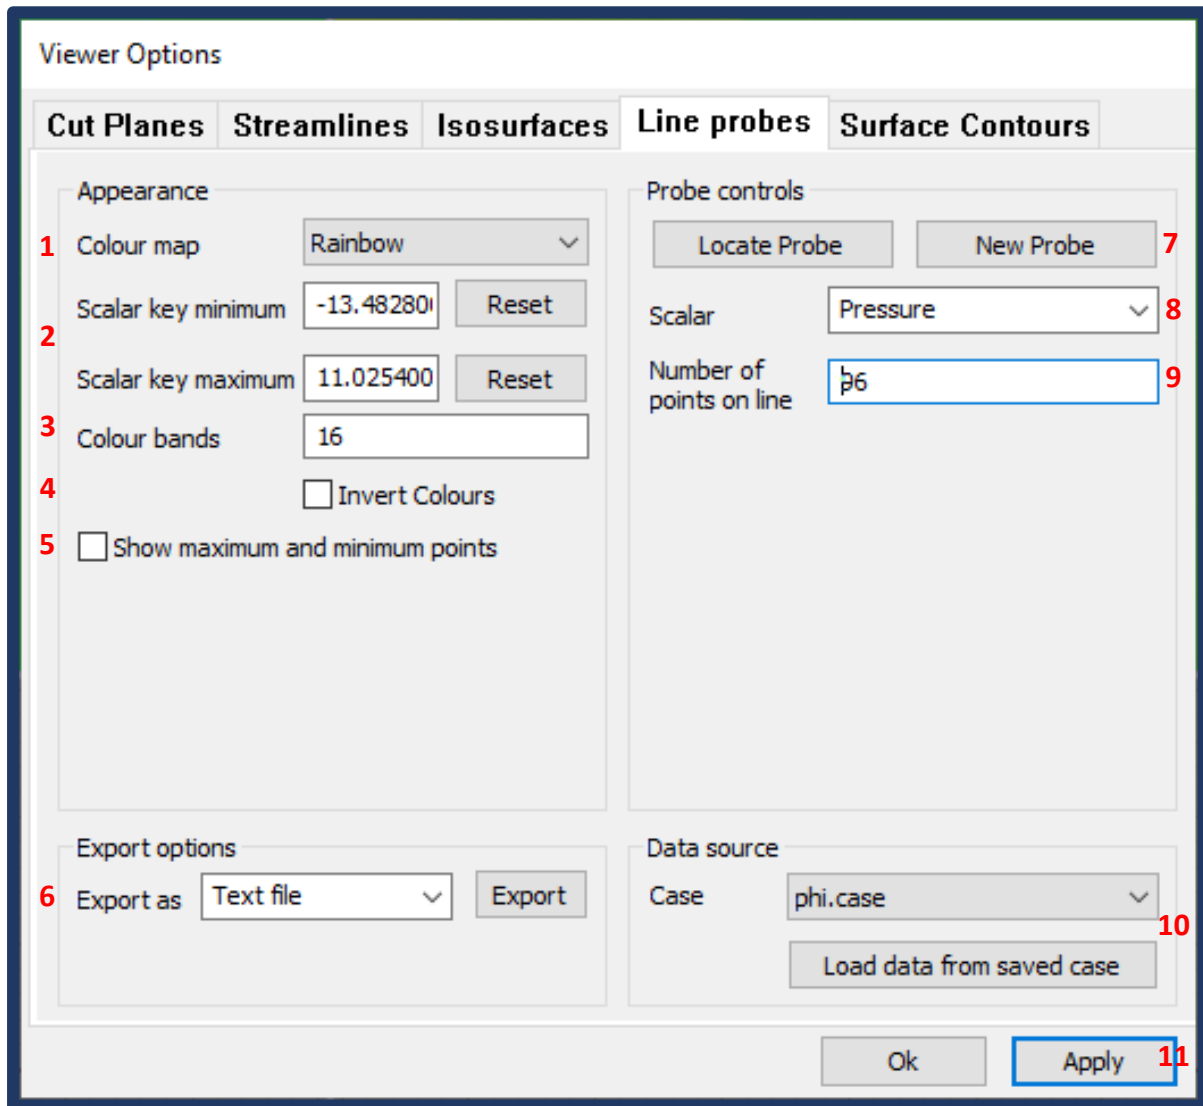 Viewer Options
Cut Planes Streamlines Isosurfaces Line probes Surface Contours
Appearance
1 Colour map Rainbow
Scalar key minimum -13.48280 Reset
2
Scalar key maximum 11.025400 Reset
3 Colour bands 16
4 Invert Colours
5 Show maximum and minimum points
Probe controls
Locate Probe New Probe 7
Scalar Pressure 8
Number of
points on line 9
Export options
6 Export as Text file Export
Data source
Case phi.case
10
Load data from saved case
Ok Apply 11